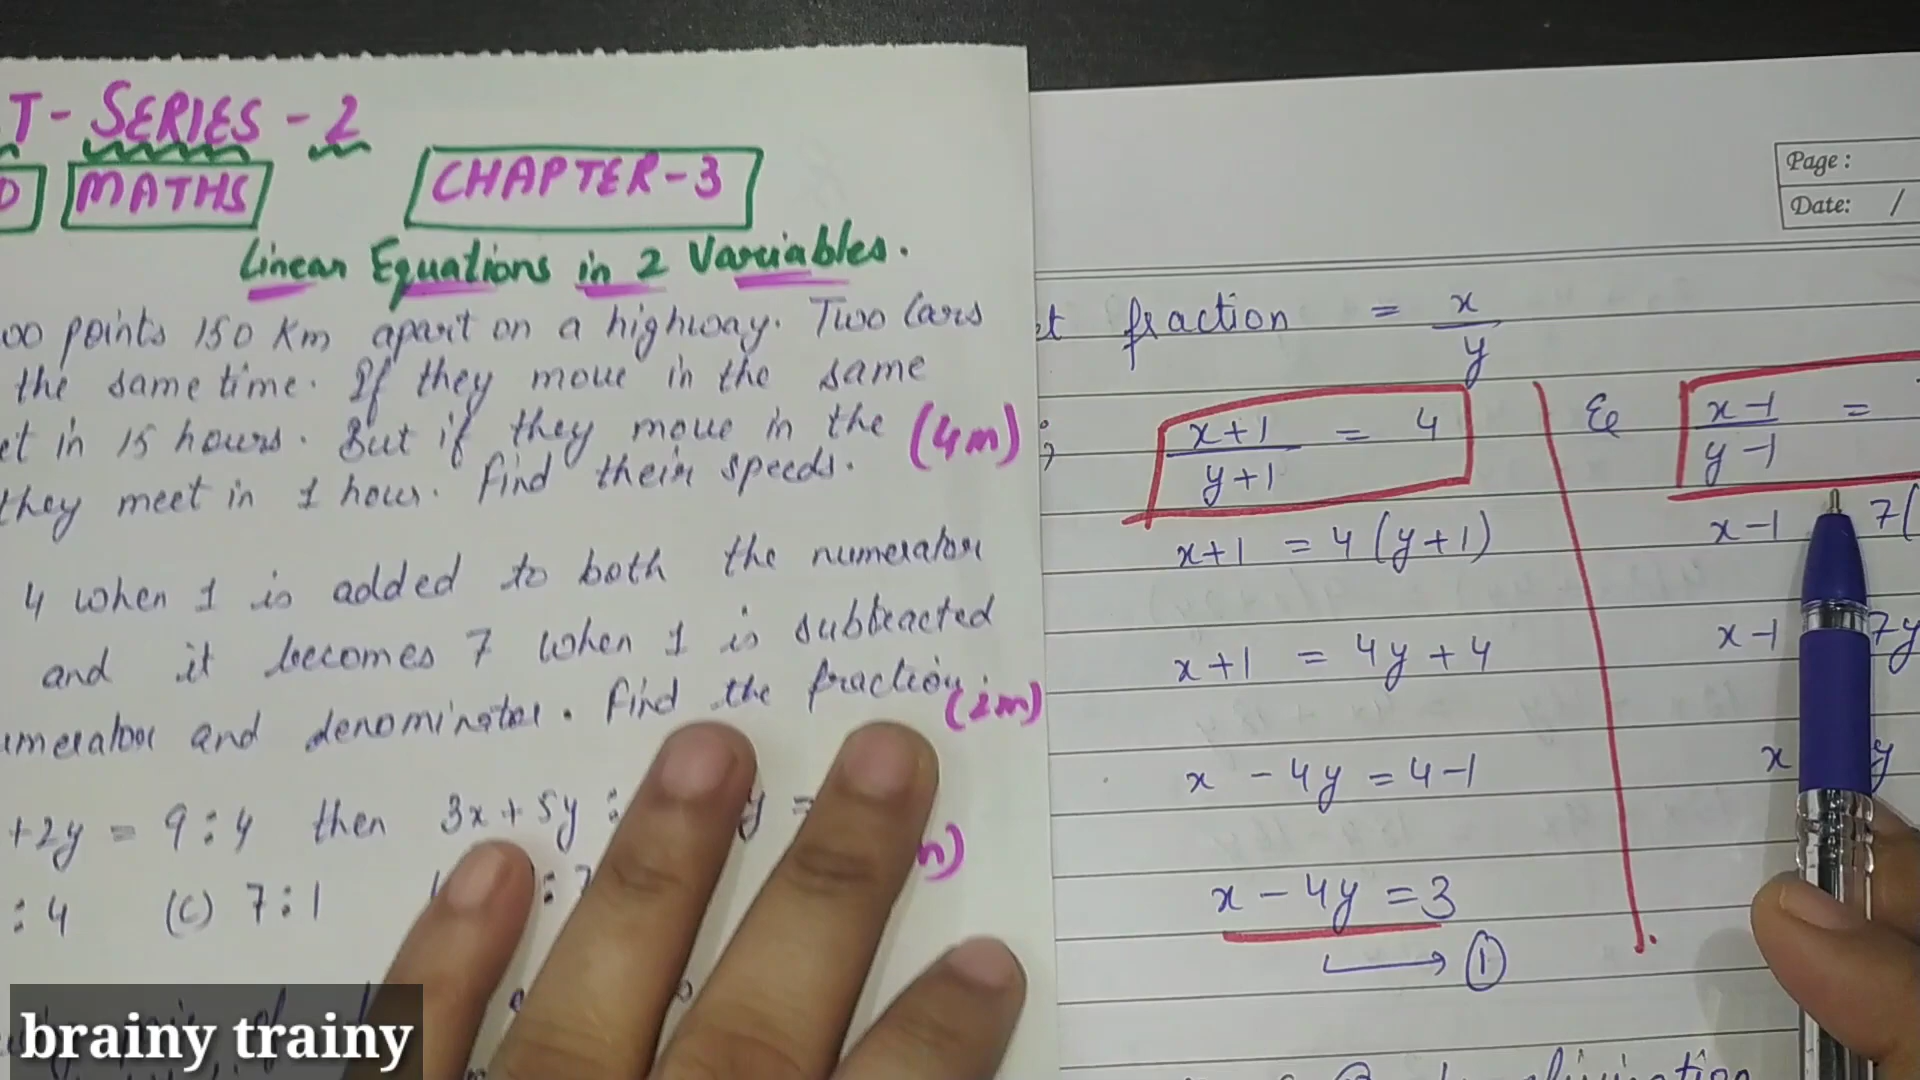 T - SERIES - 2
MATHS
CHAPTER - 3
Linear Equations in 2 Variables.
points 150 Km apart on a highway. Two Cars
the same time. If they move in the same
in 15 hours. But if they move in the (4m)
they meet in 1 hour. Find their speeds.
4 when 1 is added to both the numerator
and it becomes 7 when 1 is subtracted
and denominator. Find the fraction. (2m)
+2y = 9:4 then 3x+5y :
:4 (C) 7:1
brainy trainy
Page :
Date: /
fraction = x/y
x+1/y+1 = 4
x+1 = 4(y+1)
x+1 = 4y+4
x - 4y = 4-1
x - 4y = 3
→ ①
& x-1/y-1 =
x-1 7(
x-1 7y
x y